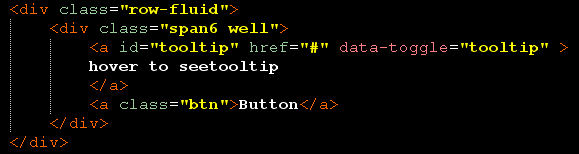 <div class="row-fluid">
<div class="span6 well">
<a id="tooltip" href="#" data-toggle="tooltip" >
hover to seetooltip
</a>
<a class="btn">Button</a>
</div>
</div>